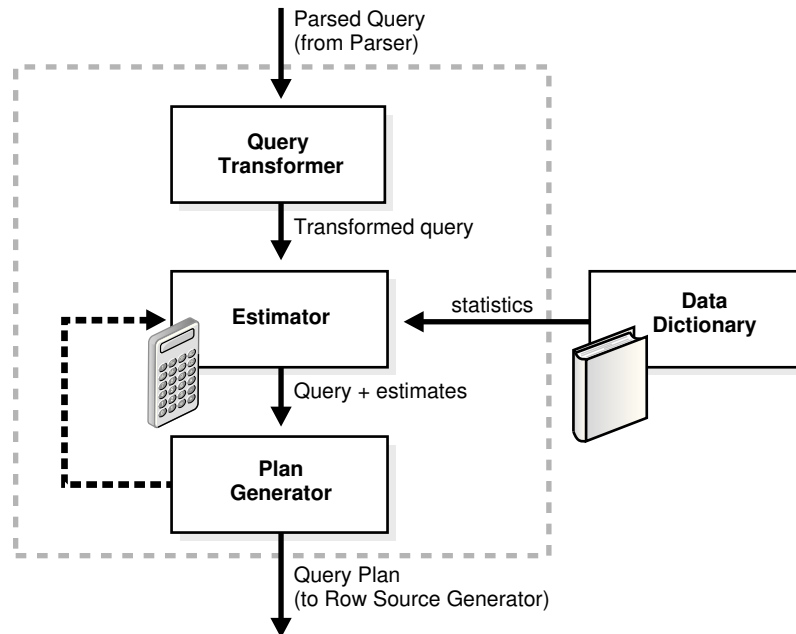 Parsed Query
(from Parser)
Query
Transformer
Transformed query
Estimator
statistics
Data
Dictionary
Query + estimates
Plan
Generator
Query Plan
(to Row Source Generator)